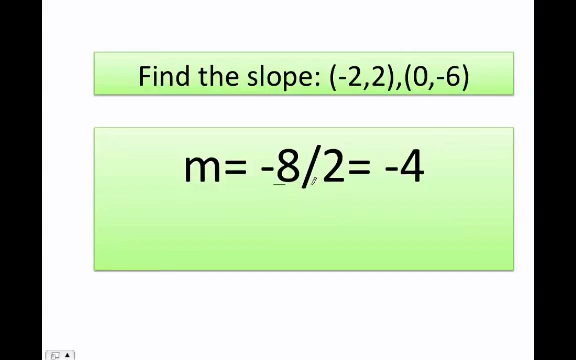 Find the slope: (-2,2),(0,-6)
m= -8/2= -4